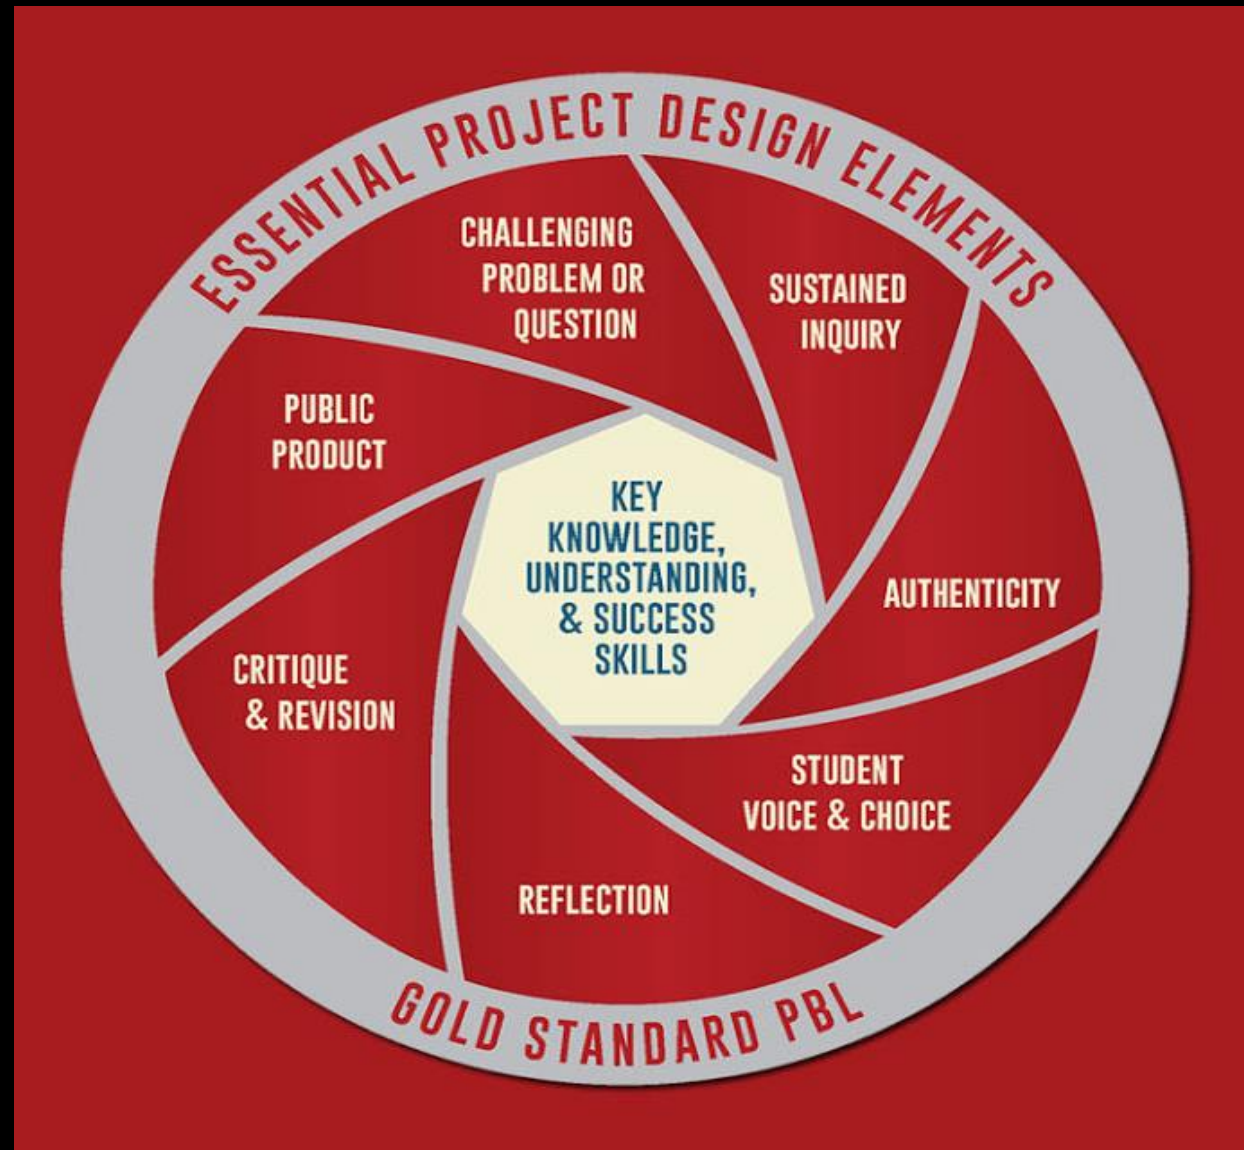 ESSENTIAL PROJECT DESIGN ELEMENTS
CHALLENGING
PROBLEM OR
QUESTION
SUSTAINED
INQUIRY
AUTHENTICITY
STUDENT
VOICE & CHOICE
REFLECTION
CRITIQUE
& REVISION
PUBLIC
PRODUCT
KEY
KNOWLEDGE,
UNDERSTANDING,
& SUCCESS
SKILLS
GOLD STANDARD PBL